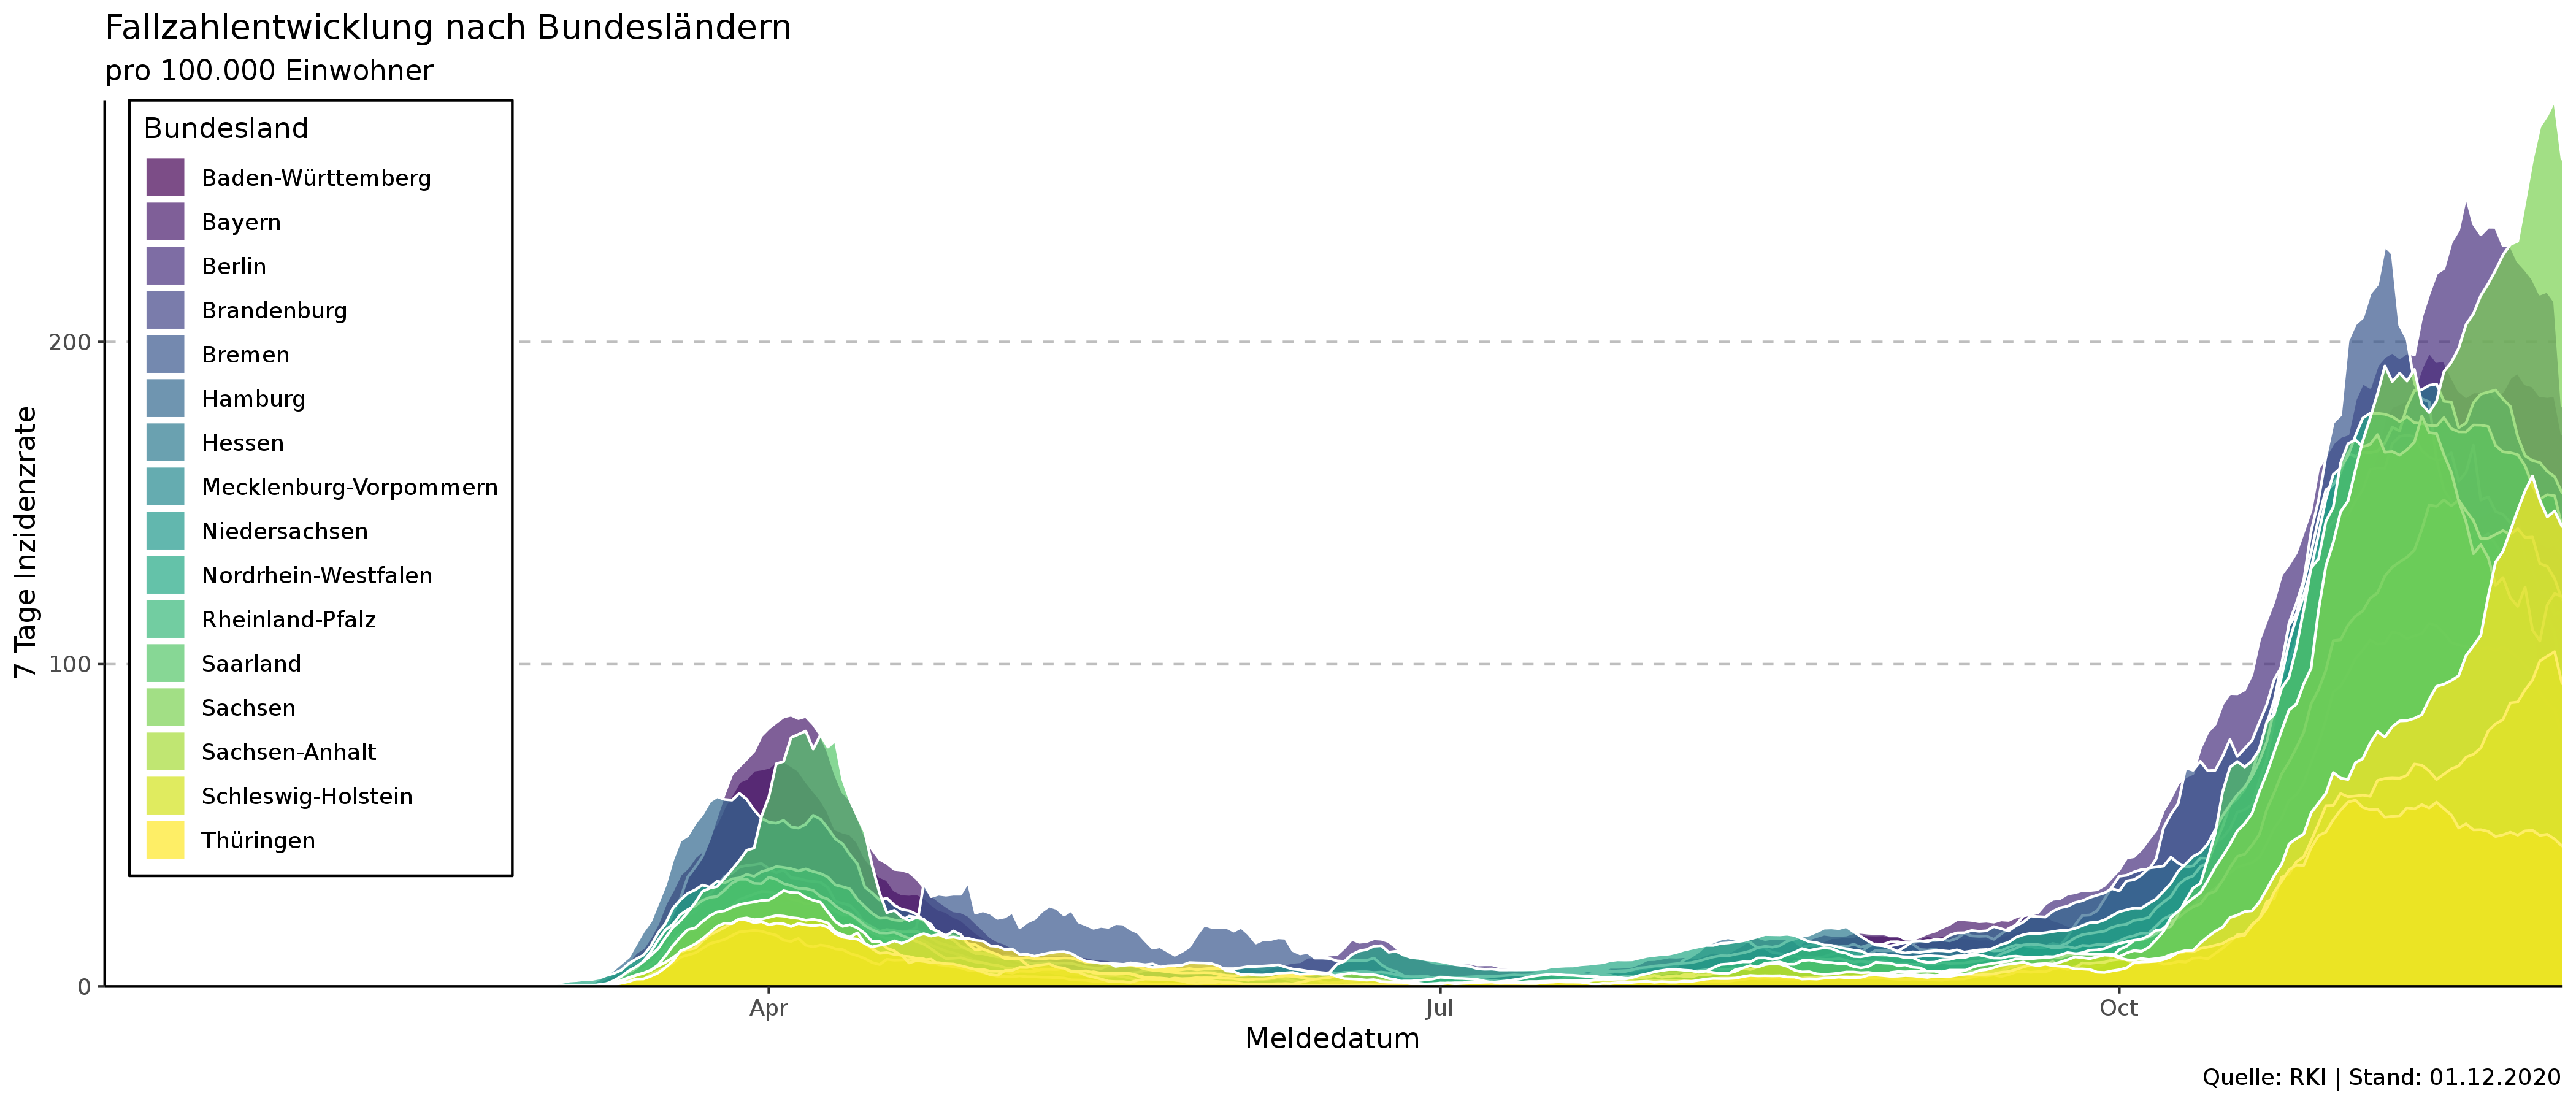 Fallzahlentwicklung nach Bundesländern
pro 100.000 Einwohner
Bundesland
Baden-Württemberg
Bayern
Berlin
Brandenburg
Bremen
Hamburg
Hessen
Mecklenburg-Vorpommern
Niedersachsen
Nordrhein-Westfalen
Rheinland-Pfalz
Saarland
Sachsen
Sachsen-Anhalt
Schleswig-Holstein
Thüringen
7 Tage Inzidenzrate
200
100
0
Apr
Jul
Oct
Meldedatum
Quelle: RKI | Stand: 01.12.2020